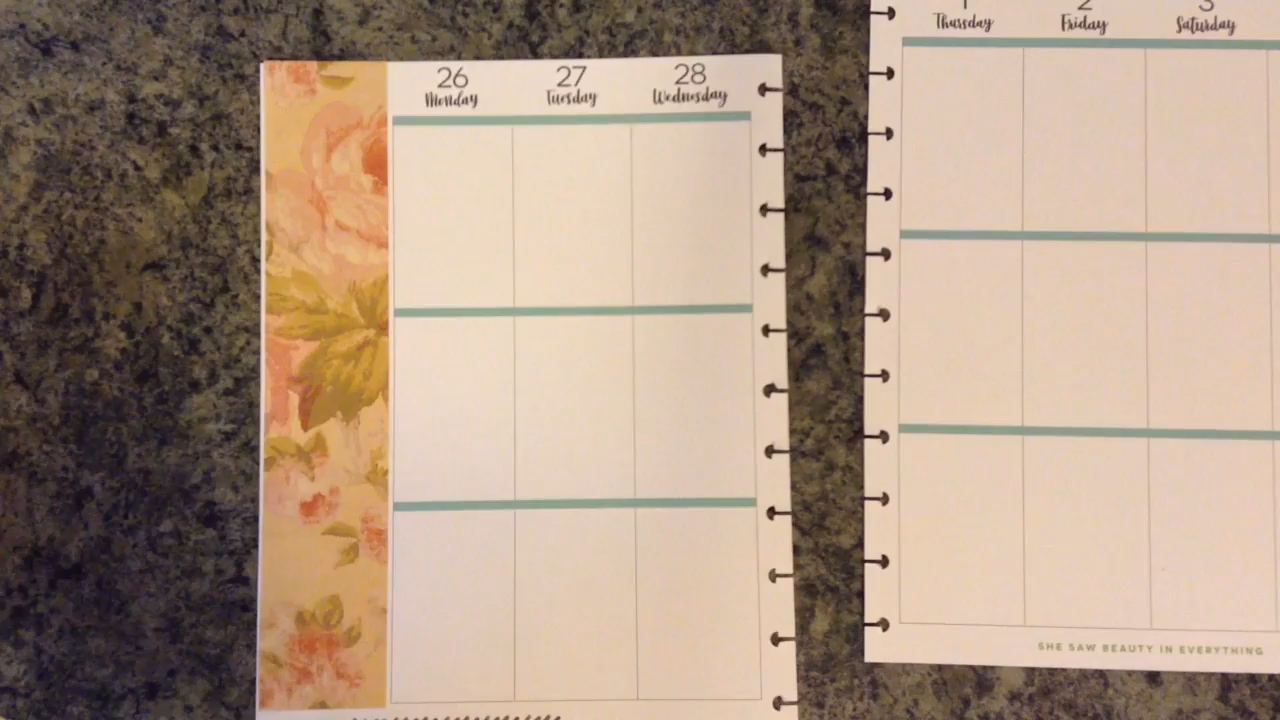 26 27 28
Monday Tuesday Wednesday
1 2 3
Thursday Friday Saturday
SHE SAW BEAUTY IN EVERYTHING